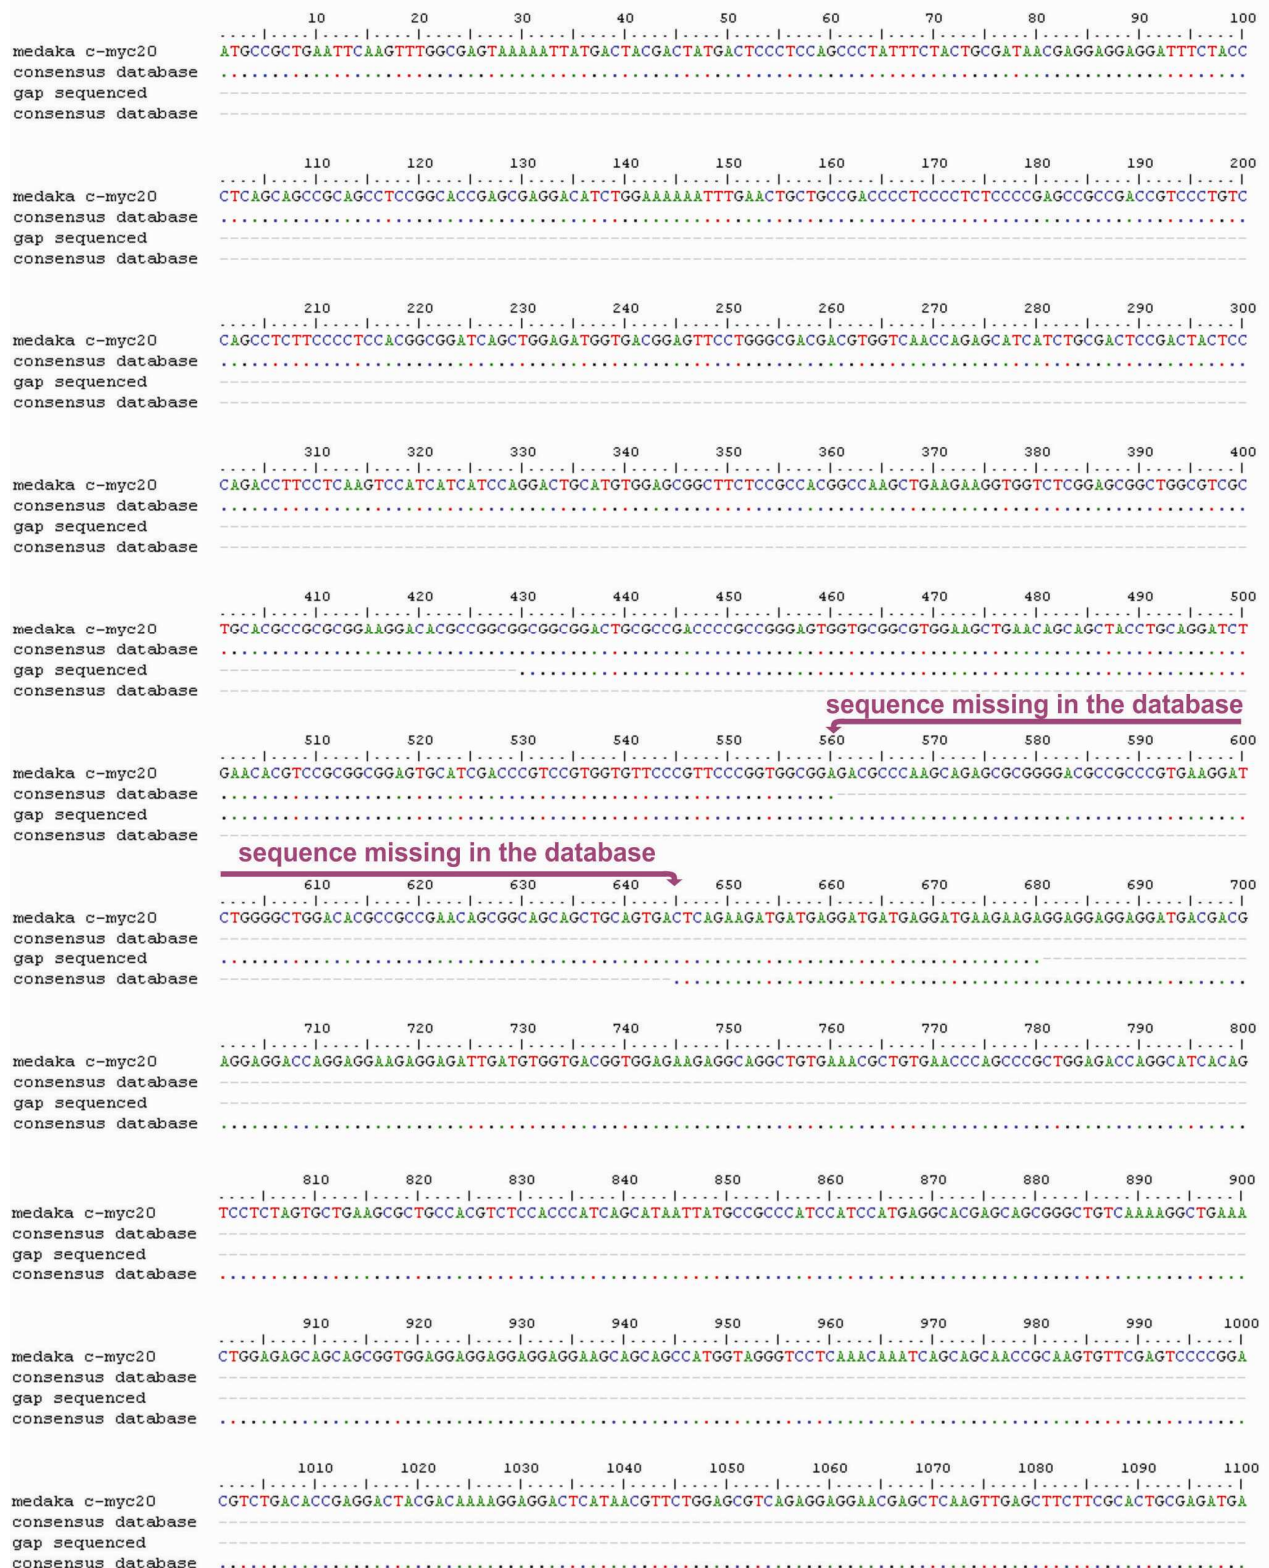 10 20 30 40 50 60 70 80 90 100
medaka c-myc20 ATGCCGCTGAATTCAAGTTTGGCGAGTAAAAATTATGACTACGACTATGACTCCCTCCAGCCCTATTTCTACTGCGATAACGAGGAGGAGGATTTCTACC
consensus database
gap sequenced
consensus database
110 120 130 140 150 160 170 180 190 200
medaka c-myc20 CTCAGCAGCCGCAGCCTCCGGCACCGAGCGAGGACATCTGGAAAAAATTTGAACTGCTGCCGACCCCTCCCCTCTCCCCGAGCCGCCGACCGTCCCTGTC
consensus database
gap sequenced
consensus database
210 220 230 240 250 260 270 280 290 300
medaka c-myc20 CAGCCTCTTCCCCTCCACGGCGGATCAGCTGGAGATGGTGACGGAGTTCCTGGGCGACGACGTGGTCAACCAGAGCATCATCTGCGACTCCGACTACTCC
consensus database
gap sequenced
consensus database
310 320 330 340 350 360 370 380 390 400
medaka c-myc20 CAGACCTTCCTCAAGTCCATCATCATCCAGGACTGCATGTGGAGCGGCTTCTCCGCCACGGCCAAGCTGAAGAAGGTGGTCTCGGAGCGGCTGGCGTCGC
consensus database
gap sequenced
consensus database
410 420 430 440 450 460 470 480 490 500
medaka c-myc20 TGCACGCCGCGCGGAAGGACACGCCGGCGGCGGCGGACTGCGCCGACCCCGCCGGGAGTGGTGCGGCGTGGAAGCTGAACAGCAGCTACCTGCAGGATCT
consensus database
gap sequenced
consensus database
sequence missing in the database
510 520 530 540 550 560 570 580 590 600
medaka c-myc20 GAACACGTCCGCGGCGGAGTGCATCGACCCGTCCGTGGTGTTCCCGTTCCCGGTGGCGGAGACGCCCAAGCAGAGCGCGGGGACGCCGCCCGTGAAGGAT
consensus database
gap sequenced
consensus database
sequence missing in the database
610 620 630 640 650 660 670 680 690 700
medaka c-myc20 CTGGGGCTGGACACGCCGCCGAACAGCGGCAGCAGCTGCAGTGACTCAGAAGATGATGAGGATGATGAGGATGAAGAAGAGGAGGAGGAGGATGACGACG
consensus database
gap sequenced
consensus database
710 720 730 740 750 760 770 780 790 800
medaka c-myc20 AGGAGGACCAGGAGGAAGAGGAGATTGATGTGGTGACGGTGGAGAAGAGGCAGGCTGTGAAACGCTGTGAACCCAGCCCGCTGGAGACCAGGCATCACAG
consensus database
gap sequenced
consensus database
810 820 830 840 850 860 870 880 890 900
medaka c-myc20 TCCTCTAGTGCTGAAGCGCTGCCACGTCTCCACCCATCAGCATAATTATGCCGCCCATCCATCCATGAGGCACGAGCAGCGGGCTGTCAAAAGGCTGAAA
consensus database
gap sequenced
consensus database
910 920 930 940 950 960 970 980 990 1000
medaka c-myc20 CTGGAGAGCAGCAGCGGTGGAGGAGGAGGAGGAGGAAGCAGCAGCCATGGTAGGGTCCTCAAACAAATCAGCAGCAACCGCAAGTGTTCGAGTCCCCGGA
consensus database
gap sequenced
consensus database
1010 1020 1030 1040 1050 1060 1070 1080 1090 1100
medaka c-myc20 CGTCTGACACCGAGGACTACGACAAAAGGAGGACTCATAACGTTCTGGAGCGTCAGAGGAGGAACGAGCTCAAGTTGAGCTTCTTCGCACTGCGAGATGA
consensus database
gap sequenced
consensus database